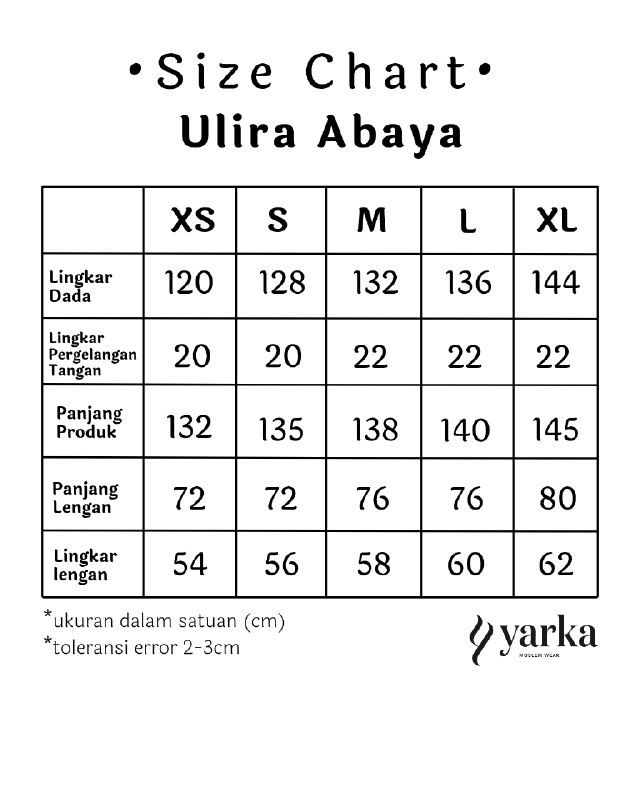 •Size Chart•
Ulira Abaya
XS S M L XL
Lingkar
Dada
120 128 132 136 144
Lingkar
Pergelangan
Tangan
20 20 22 22 22
Panjang
Produk
132 135 138 140 145
Panjang
Lengan
72 72 76 76 80
Lingkar
lengan
54 56 58 60 62
*ukuran dalam satuan (cm)
*toleransi error 2-3cm
yarka
MOSLEM WEAR